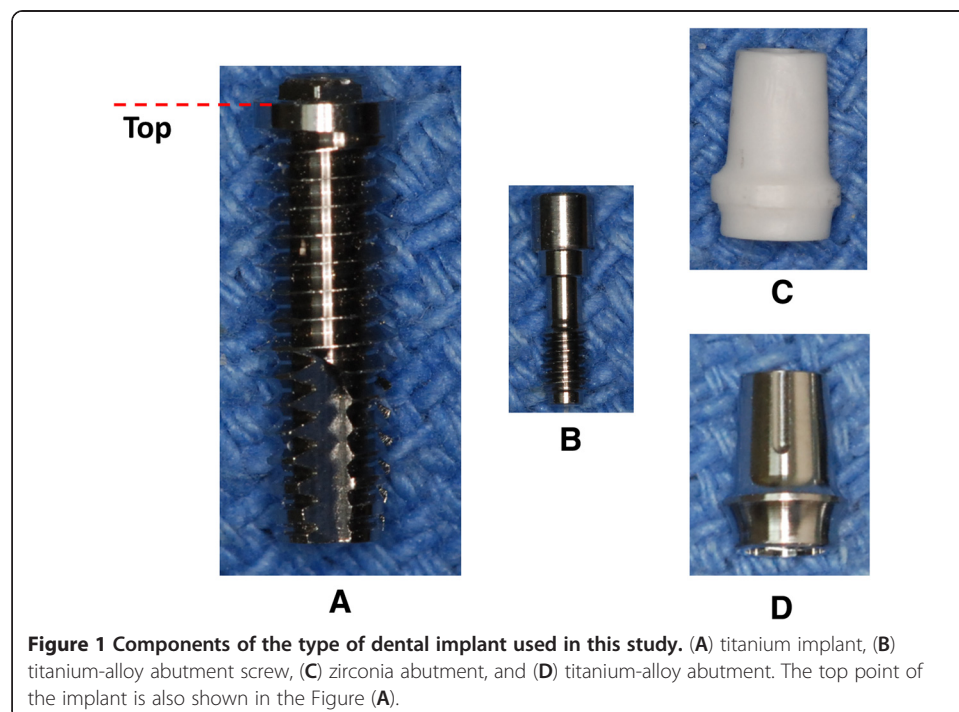 Top
A
B
C
D
Figure 1 Components of the type of dental implant used in this study. (A) titanium implant, (B)
titanium-alloy abutment screw, (C) zirconia abutment, and (D) titanium-alloy abutment. The top point of
the implant is also shown in the Figure (A).